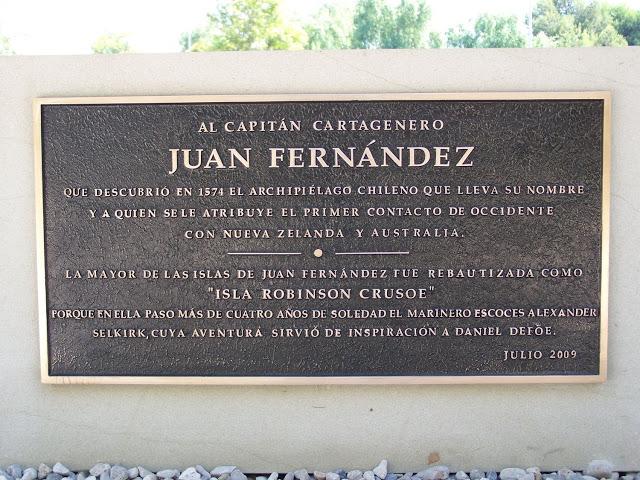 AL CAPITÁN CARTAGENERO
JUAN FERNÁNDEZ
QUE DESCUBRIÓ EN 1574 EL ARCHIPIÉLAGO CHILENO QUE LLEVA SU NOMBRE
Y A QUIEN SE LE ATRIBUYE EL PRIMER CONTACTO DE OCCIDENTE
CON NUEVA ZELANDA Y AUSTRALIA.
LA MAYOR DE LAS ISLAS DE JUAN FERNÁNDEZ FUE REBAUTIZADA COMO
"ISLA ROBINSON CRUSOE"
PORQUE EN ELLA PASO MÁS DE CUATRO AÑOS DE SOLEDAD EL MARINERO ESCOCES ALEXANDER
SELKIRK, CUYA AVENTURA SIRVIÓ DE INSPIRACIÓN A DANIEL DEFOE.
JULIO 2009